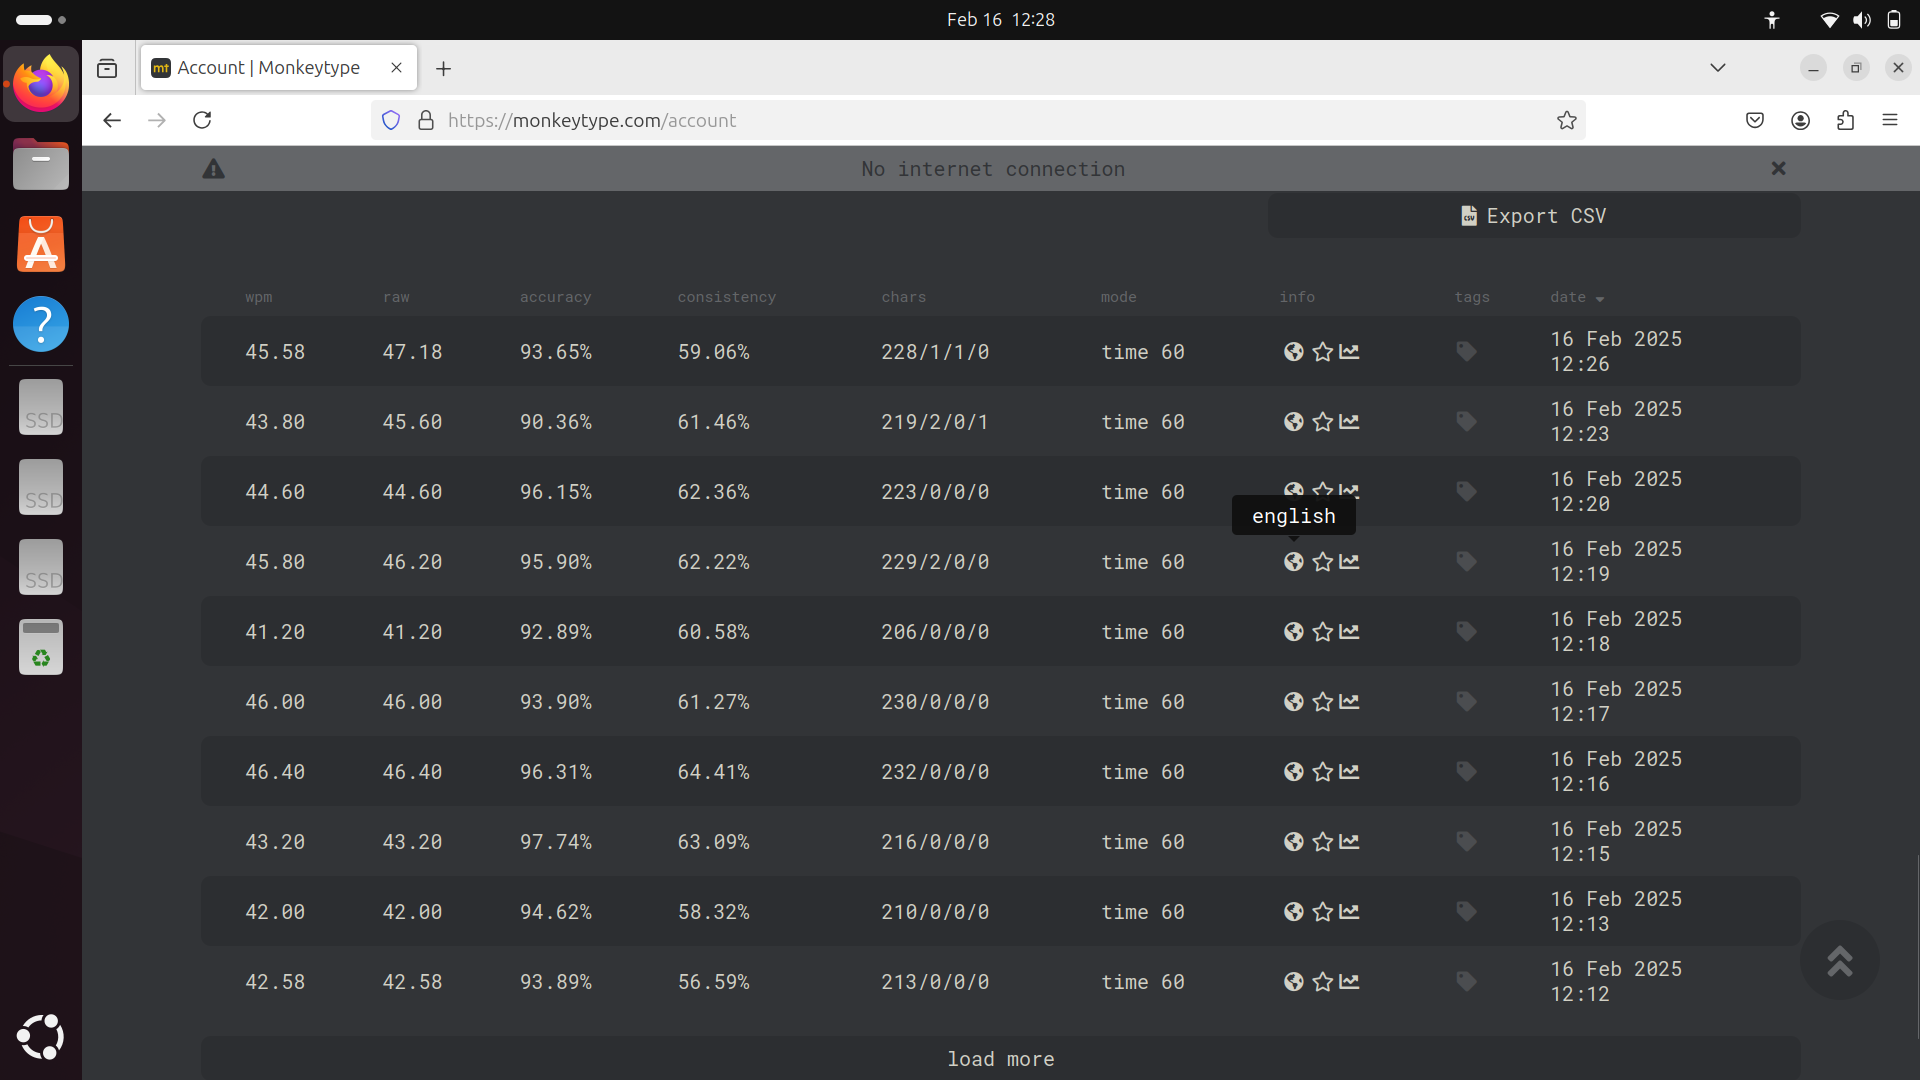 Feb 16 12:28
mt Account | Monkeytype
https://monkeytype.com/account
No internet connection
CSV Export CSV
wpm raw accuracy consistency chars mode info tags date
45.58 47.18 93.65% 59.06% 228/1/1/0 time 60 16 Feb 2025
12:26
43.80 45.60 90.36% 61.46% 219/2/0/1 time 60 16 Feb 2025
12:23
44.60 44.60 96.15% 62.36% 223/0/0/0 time 60 16 Feb 2025
12:20
english
45.80 46.20 95.90% 62.22% 229/2/0/0 time 60 16 Feb 2025
12:19
41.20 41.20 92.89% 60.58% 206/0/0/0 time 60 16 Feb 2025
12:18
46.00 46.00 93.90% 61.27% 230/0/0/0 time 60 16 Feb 2025
12:17
46.40 46.40 96.31% 64.41% 232/0/0/0 time 60 16 Feb 2025
12:16
43.20 43.20 97.74% 63.09% 216/0/0/0 time 60 16 Feb 2025
12:15
42.00 42.00 94.62% 58.32% 210/0/0/0 time 60 16 Feb 2025
12:13
42.58 42.58 93.89% 56.59% 213/0/0/0 time 60 16 Feb 2025
12:12
load more
SSD
SSD
SSD